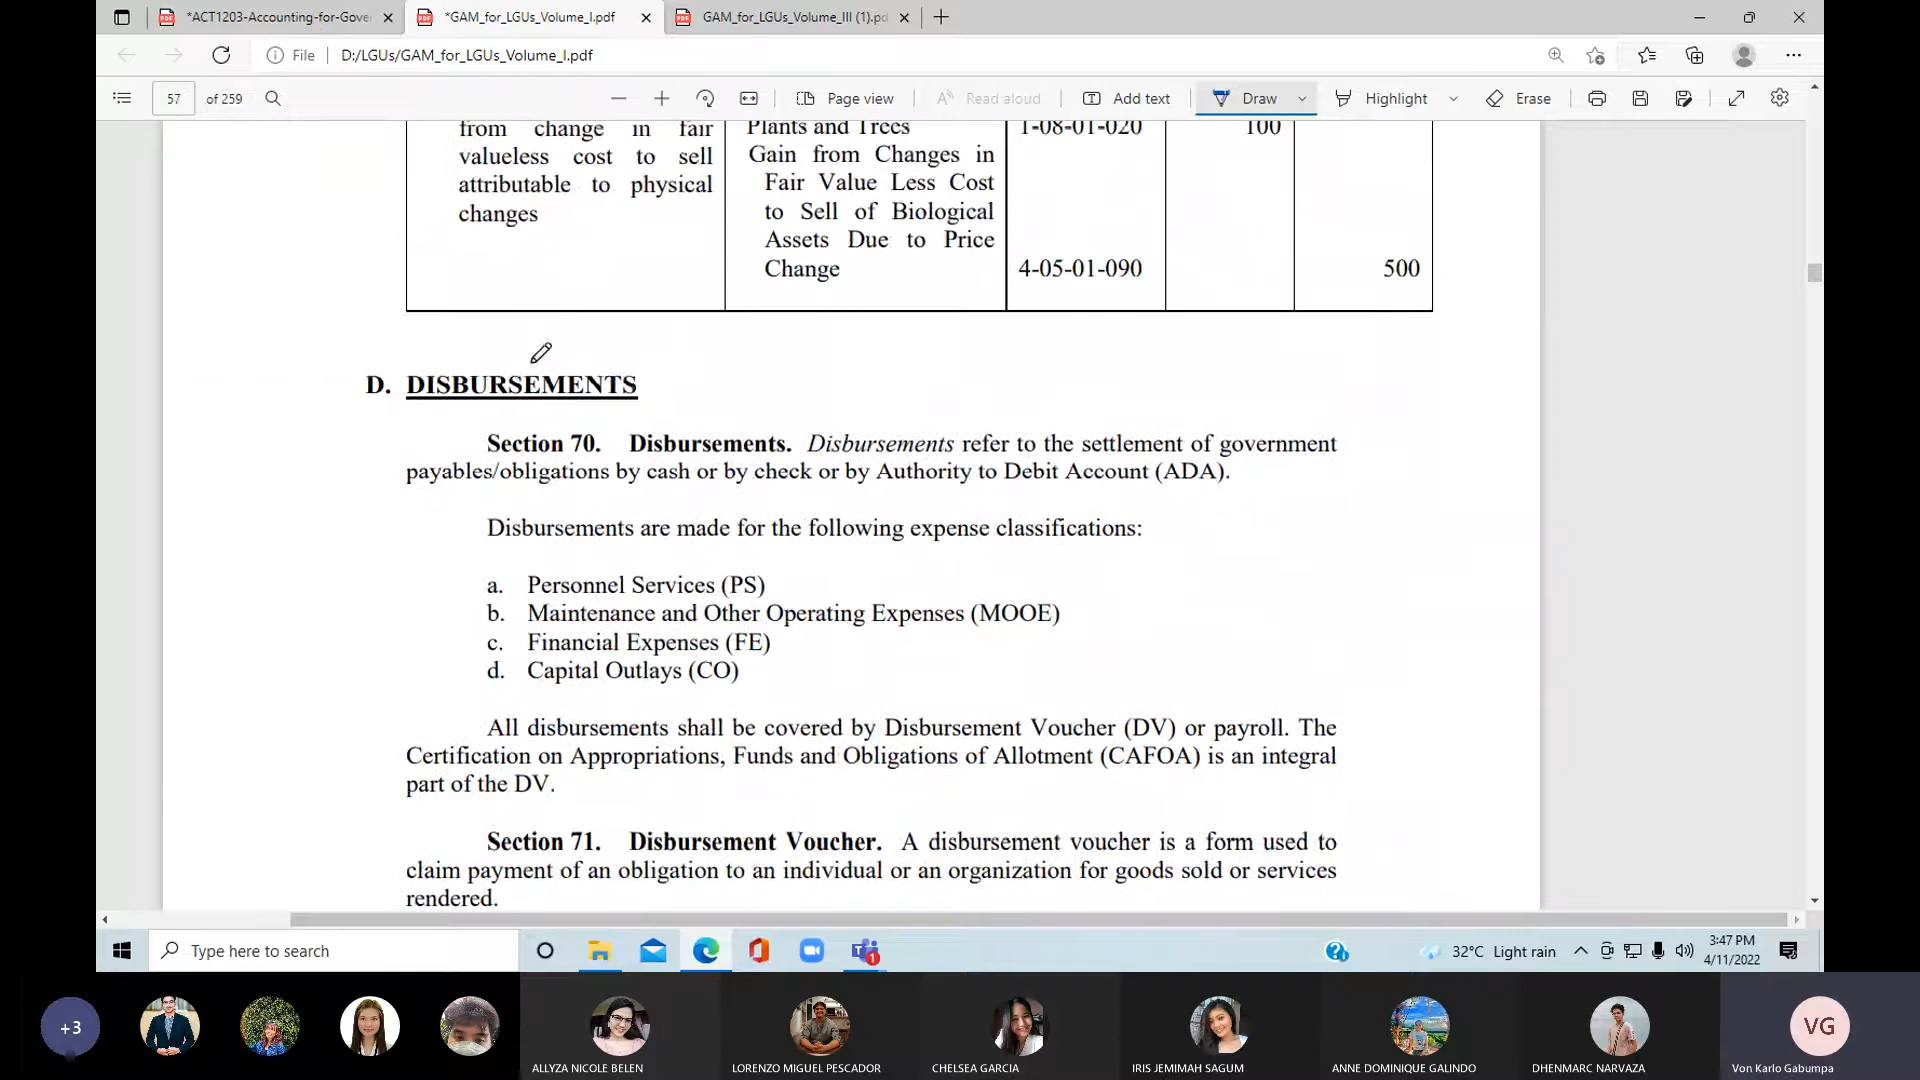 *ACT1203-Accounting-for-Gove
*GAM_for_LGUs_Volume_I.pdf
GAM_for_LGUs_Volume_III (1).pd
File
D:/LGUs/GAM_for_LGUs_Volume_I.pdf
57 of 259
Page view
Read aloud
Add text
Draw
Highlight
Erase
from change in fair
valueless cost to sell
attributable to physical
changes
Plants and Trees 1-08-01-020 100
Gain from Changes in
Fair Value Less Cost
to Sell of Biological
Assets Due to Price
Change 4-05-01-090 500
D. DISBURSEMENTS
Section 70. Disbursements. Disbursements refer to the settlement of government
payables/obligations by cash or by check or by Authority to Debit Account (ADA).
Disbursements are made for the following expense classifications:
a. Personnel Services (PS)
b. Maintenance and Other Operating Expenses (MOOE)
c. Financial Expenses (FE)
d. Capital Outlays (CO)
All disbursements shall be covered by Disbursement Voucher (DV) or payroll. The
Certification on Appropriations, Funds and Obligations of Allotment (CAFOA) is an integral
part of the DV.
Section 71. Disbursement Voucher. A disbursement voucher is a form used to
claim payment of an obligation to an individual or an organization for goods sold or services
rendered.
Type here to search
1
32°C Light rain
3:47 PM
4/11/2022
+3
VG
ALLYZA NICOLE BELEN
LORENZO MIGUEL PESCADOR
CHELSEA GARCIA
IRIS JEMIMAH SAGUM
ANNE DOMINIQUE GALINDO
DHENMARC NARVAZA
Von Karlo Gabumpa